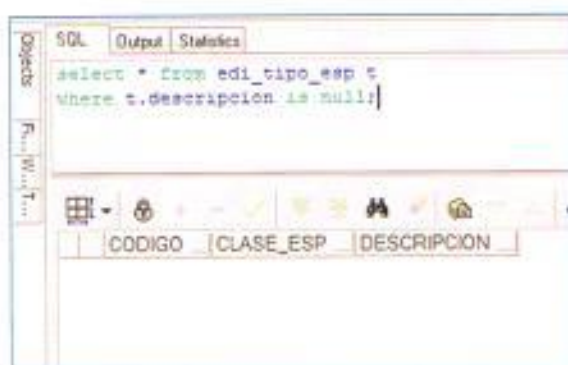 SQL Output Statistics
Objects
select * from edi_tipo_esp t
where t.descripcion is null;
CODIGO CLASE_ESP DESCRIPCION